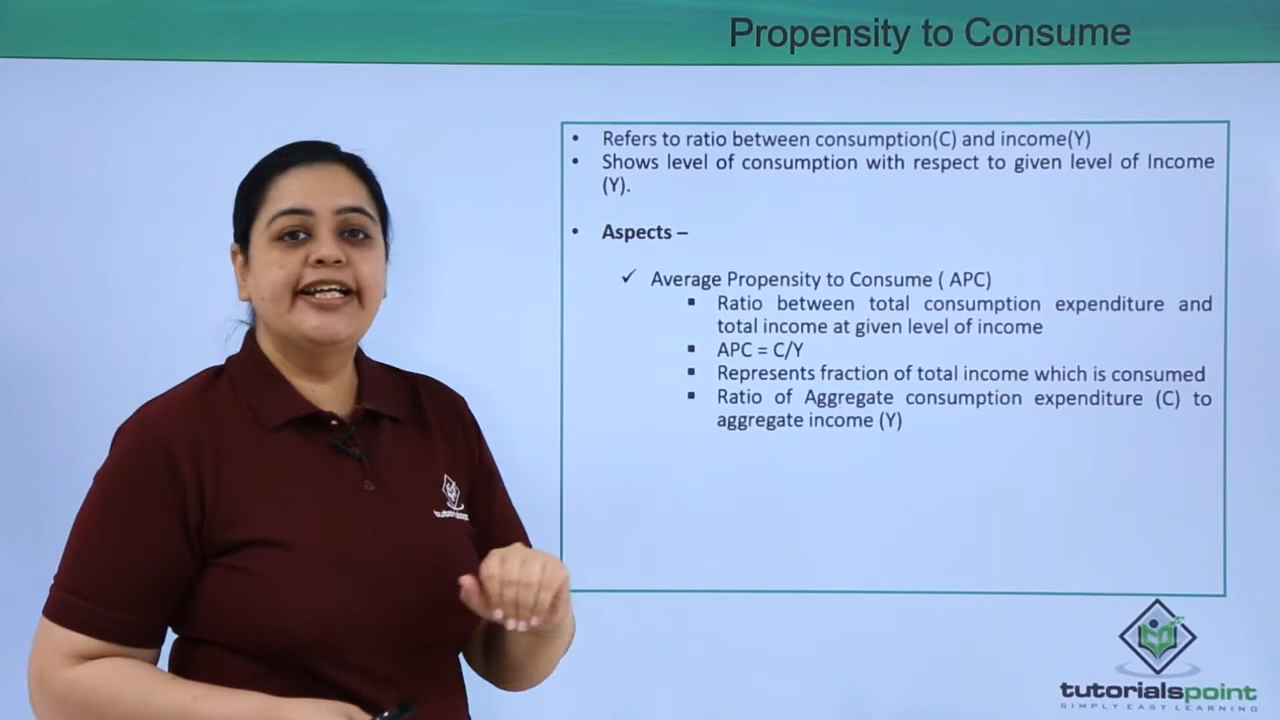 Propensity to Consume
• Refers to ratio between consumption(C) and income(Y)
• Shows level of consumption with respect to given level of Income
(Y).
• Aspects –
✓ Average Propensity to Consume ( APC)
▪ Ratio between total consumption expenditure and
total income at given level of income
▪ APC = C/Y
▪ Represents fraction of total income which is consumed
▪ Ratio of Aggregate consumption expenditure (C) to
aggregate income (Y)
tutorialspoint
SIMPLY EASY LEARNING